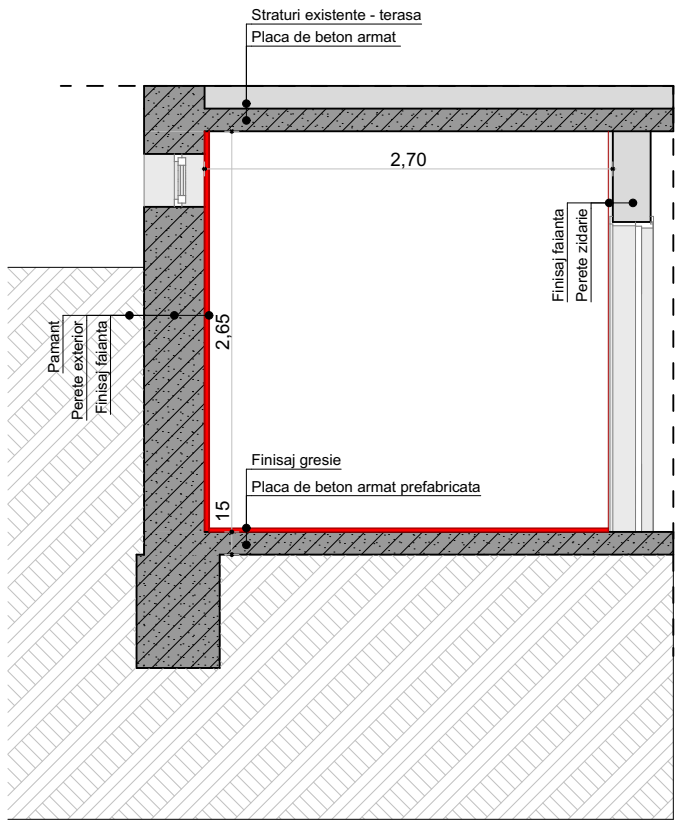 Straturi existente - terasa
Placa de beton armat
2,70
Finisaj faianta
Perete zidarie
Pamant
Perete exterior
Finisaj faianta
2,65
Finisaj gresie
Placa de beton armat prefabricata
15